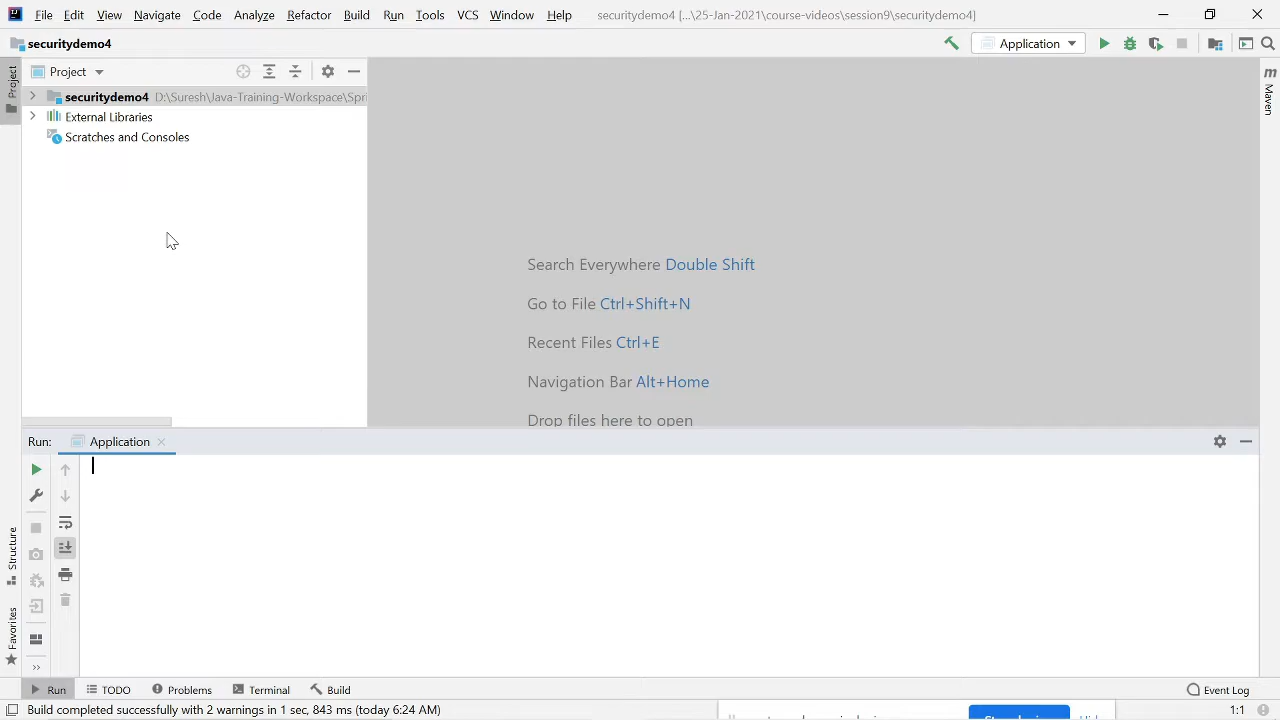 File Edit View Navigate Code Analyze Refactor Build Run Tools VCS Window Help securitydemo4 [...\25-Jan-2021\course-videos\session9\securitydemo4]
securitydemo4
Application
Project
Project
securitydemo4 D:\Suresh\Java-Training-Workspace\Spri
External Libraries
Scratches and Consoles
Maven
Search Everywhere Double Shift
Go to File Ctrl+Shift+N
Recent Files Ctrl+E
Navigation Bar Alt+Home
Drop files here to open
Run: Application
Structure
Favorites
Run TODO Problems Terminal Build Event Log
Build completed successfully with 2 warnings in 1 sec, 843 ms (today 6:24 AM) 1:1